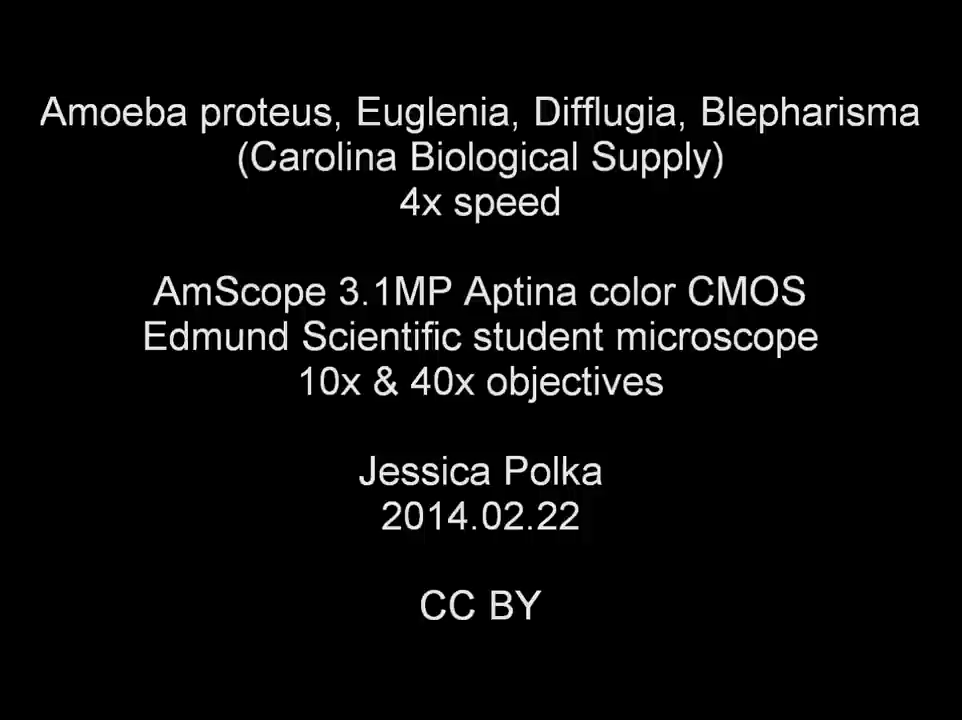 Amoeba proteus, Euglenia, Difflugia, Blepharisma
(Carolina Biological Supply)
4x speed
AmScope 3.1MP Aptina color CMOS
Edmund Scientific student microscope
10x & 40x objectives
Jessica Polka
2014.02.22
CC BY